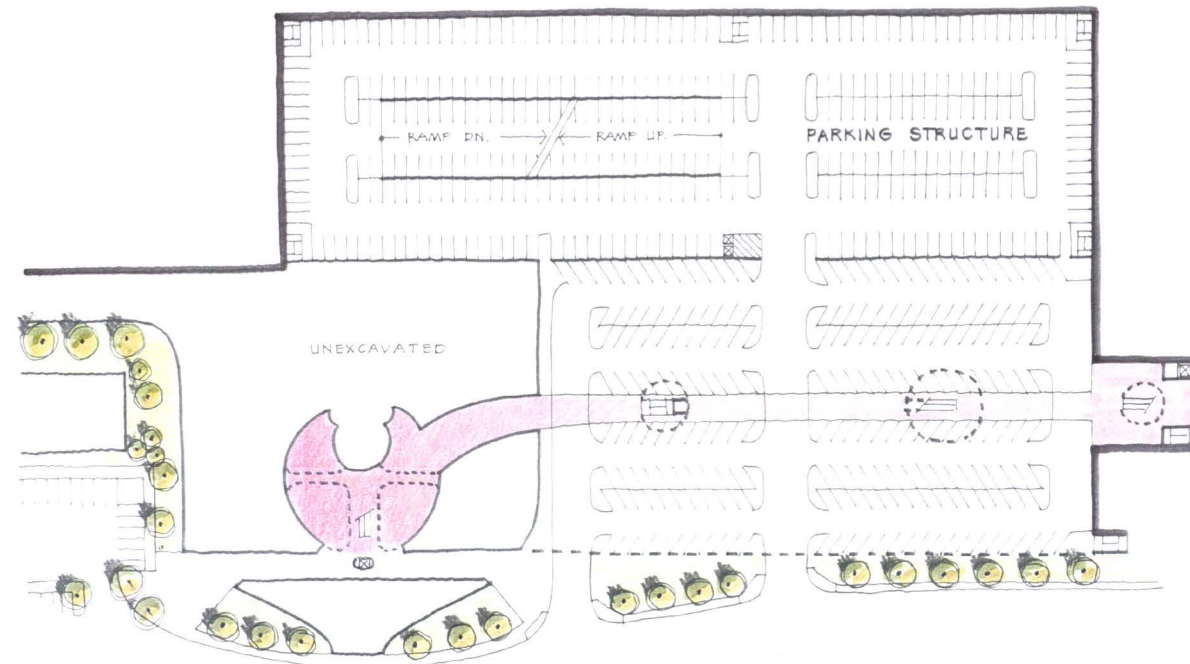 RAMP DN.
RAMP UP.
PARKING STRUCTURE
UNEXCAVATED